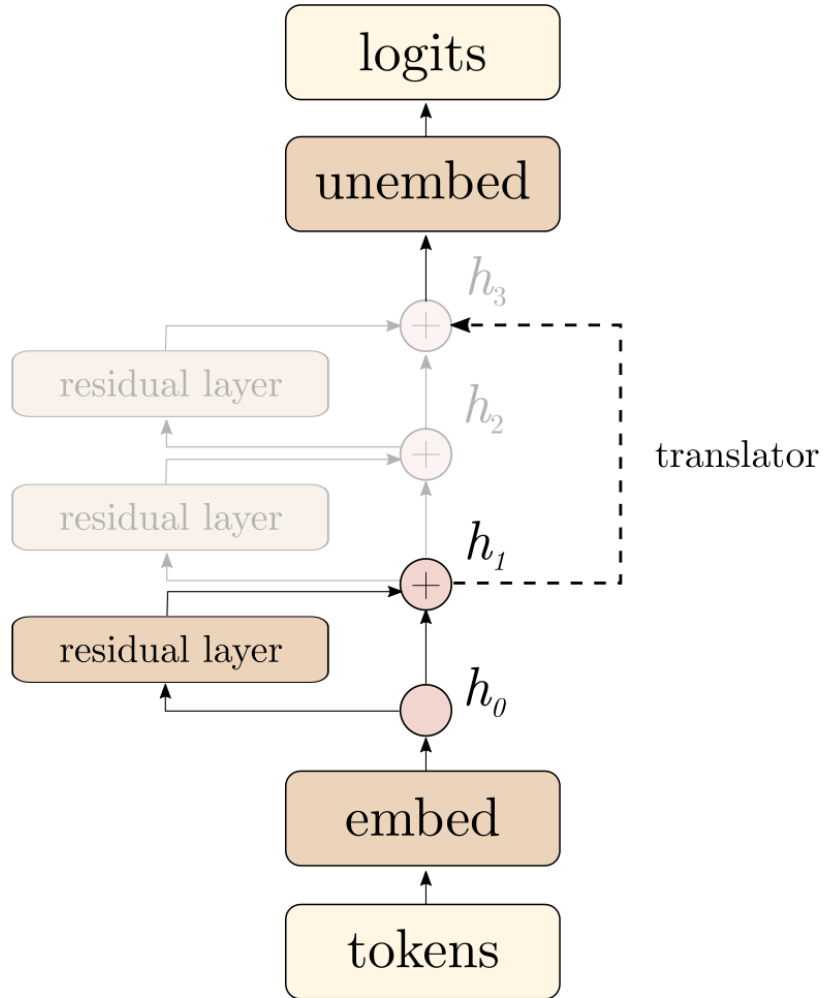 logits
unembed
h₃
residual layer
h₂
translator
residual layer
h₁
residual layer
h₀
embed
tokens